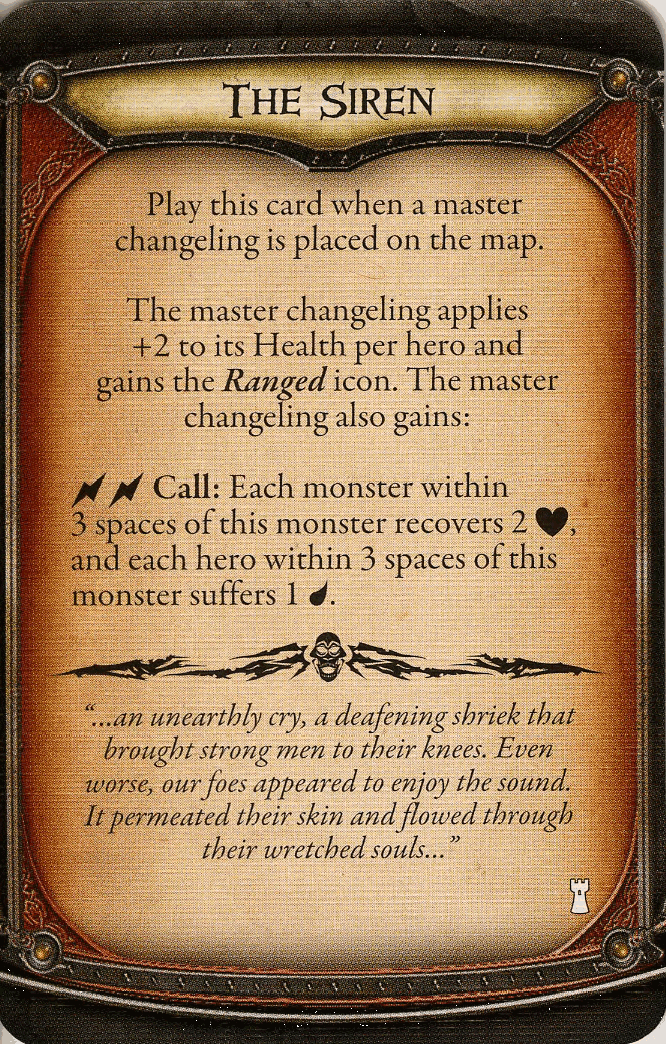 The Siren
Play this card when a master
changeling is placed on the map.
The master changeling applies
+2 to its Health per hero and
gains the Ranged icon. The master
changeling also gains:
Call: Each monster within
3 spaces of this monster recovers 2 ,
and each hero within 3 spaces of this
monster suffers 1 .
“...an unearthly cry, a deafening shriek that
brought strong men to their knees. Even
worse, our foes appeared to enjoy the sound.
It permeated their skin and flowed through
their wretched souls...”